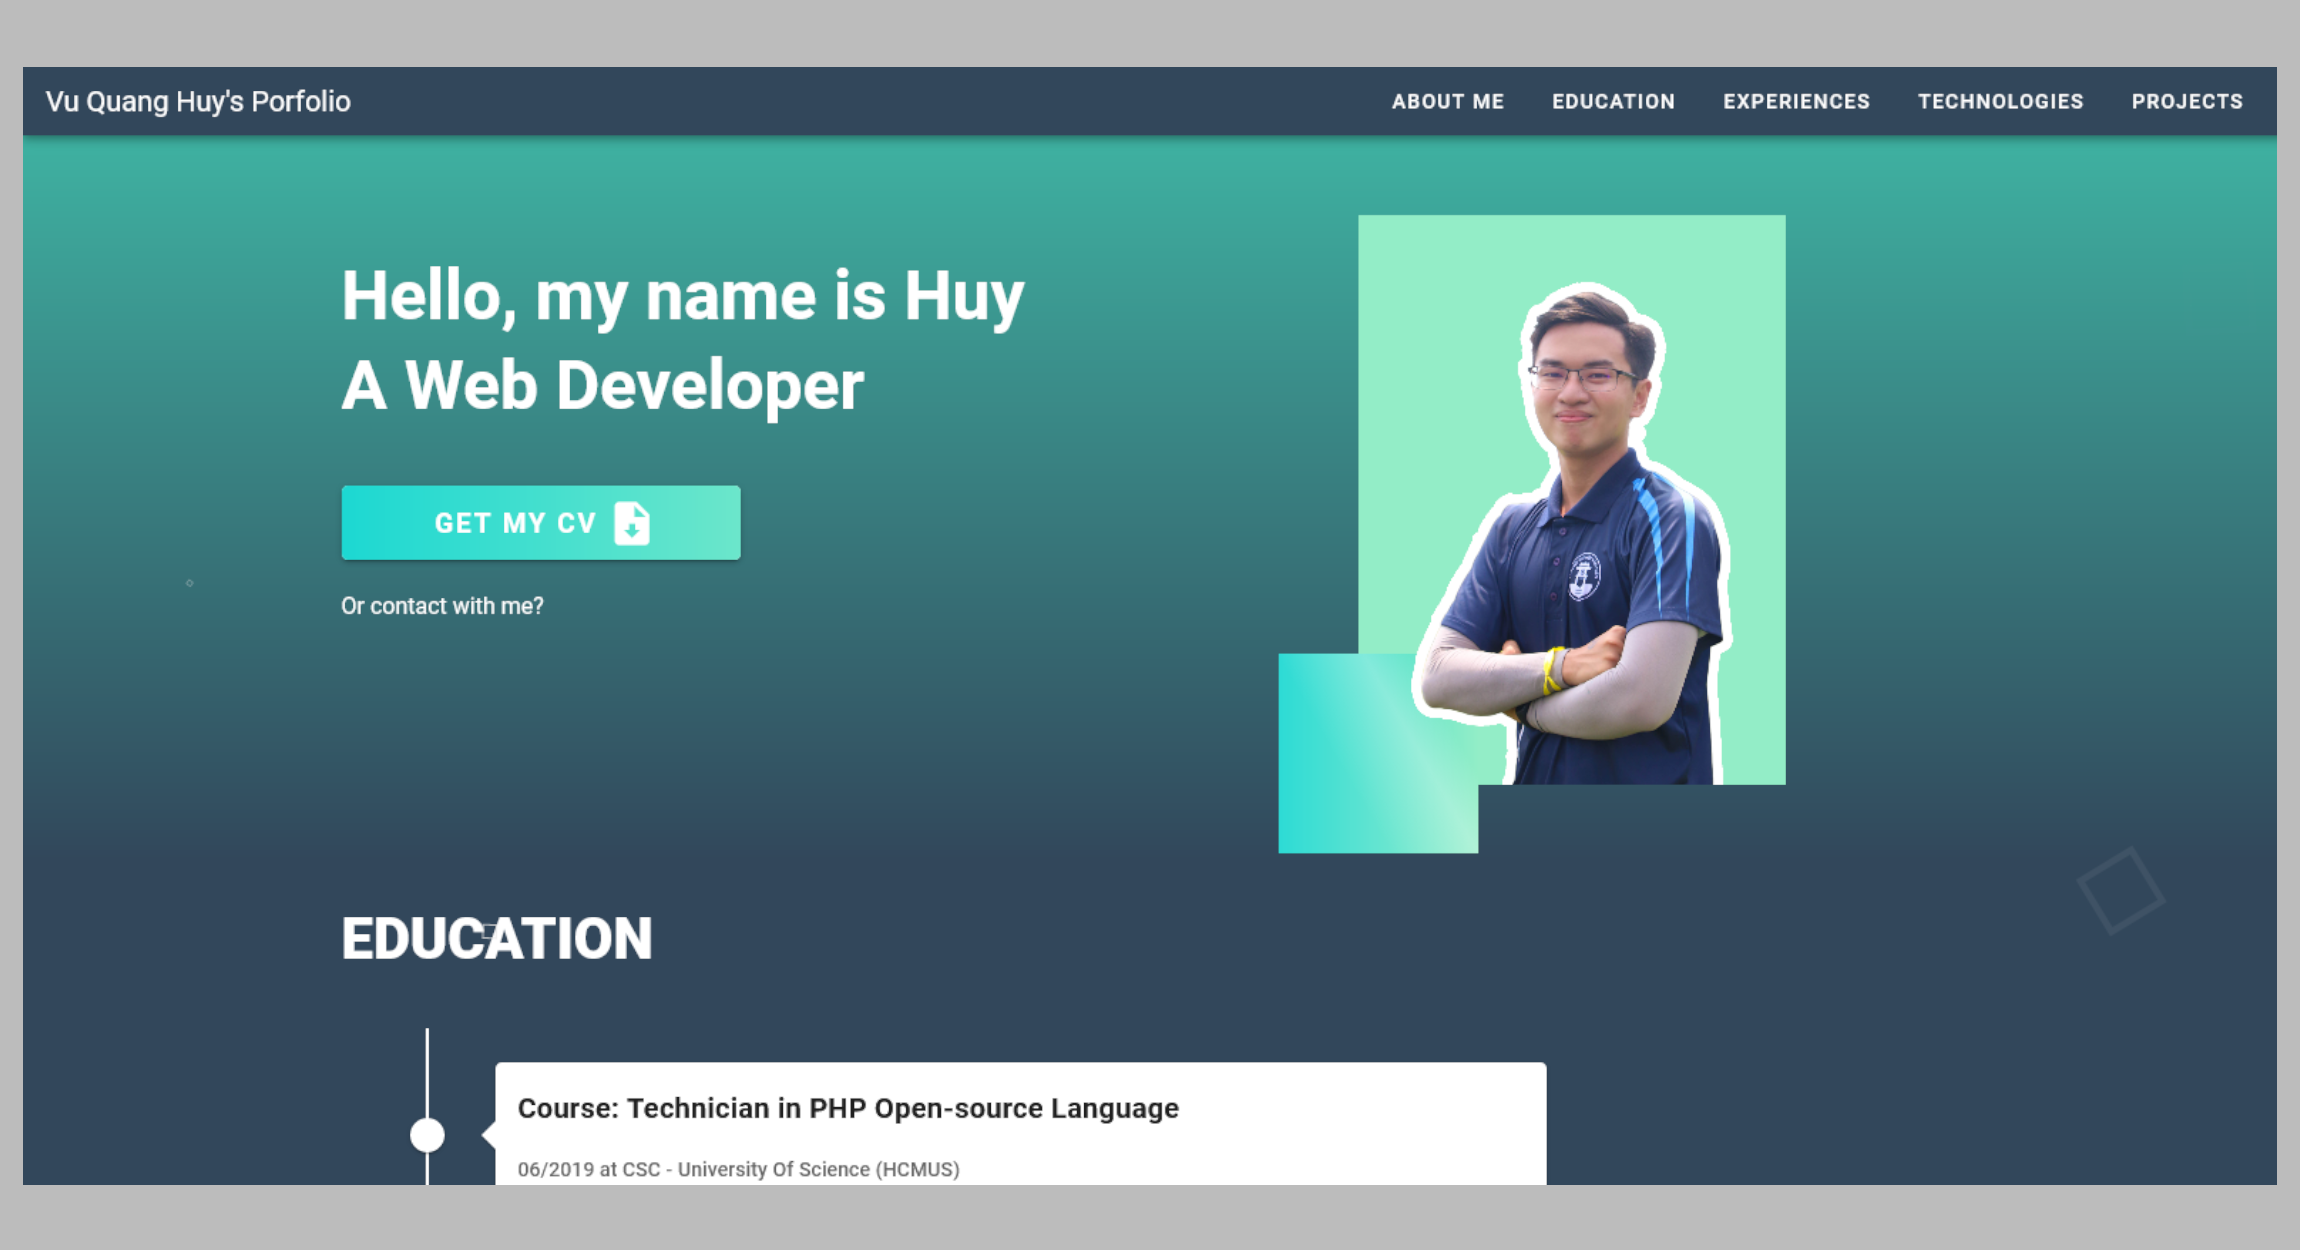 Vu Quang Huy's Porfolio
ABOUT ME EDUCATION EXPERIENCES TECHNOLOGIES PROJECTS
Hello, my name is Huy
A Web Developer
GET MY CV
Or contact with me?
EDUCATION
Course: Technician in PHP Open-source Language
06/2019 at CSC - University Of Science (HCMUS)